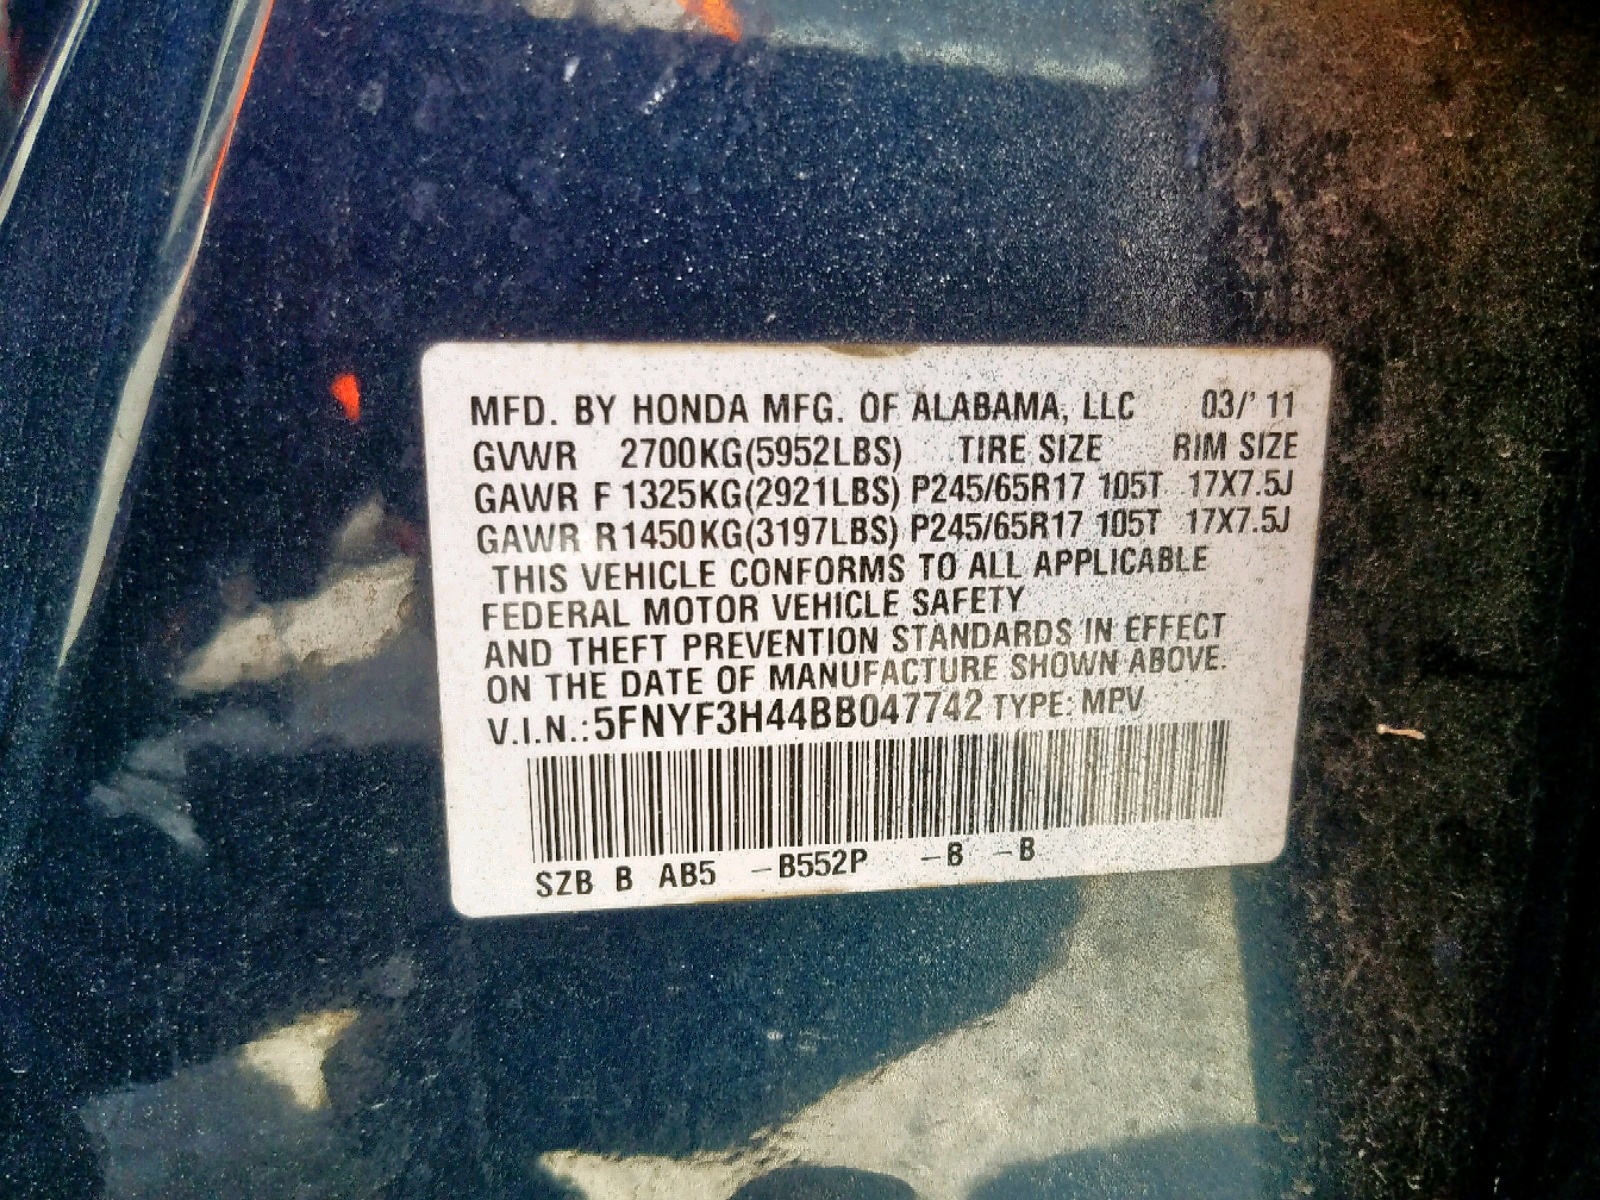 MFD. BY HONDA MFG. OF ALABAMA, LLC 03/' 11
GVWR 2700KG(5952LBS) TIRE SIZE RIM SIZE
GAWR F 1325KG(2921LBS) P245/65R17 105T 17X7.5J
GAWR R1450KG(3197LBS) P245/65R17 105T 17X7.5J
THIS VEHICLE CONFORMS TO ALL APPLICABLE
FEDERAL MOTOR VEHICLE SAFETY
AND THEFT PREVENTION STANDARDS IN EFFECT
ON THE DATE OF MANUFACTURE SHOWN ABOVE.
V.I.N.:5FNYF3H44BB047742 TYPE: MPV
SZB B AB5 -B552P -B -B